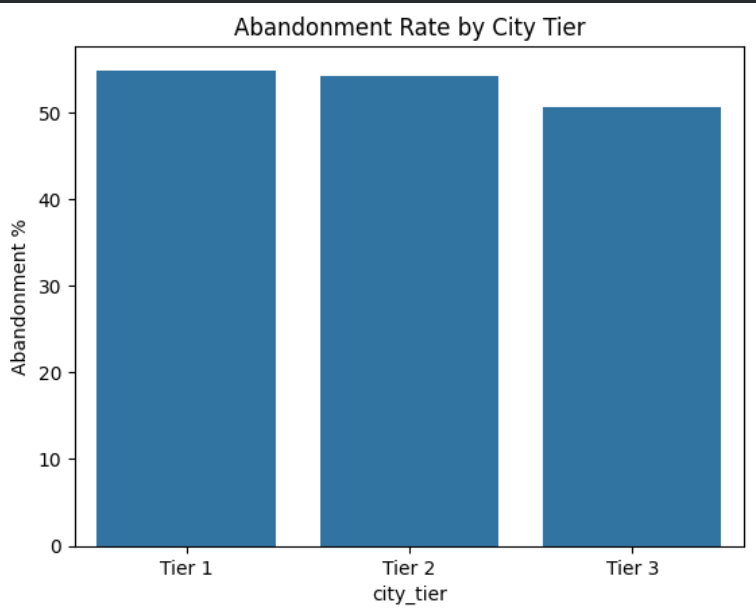 Abandonment Rate by City Tier
Abandonment %
50
40
30
20
10
0
Tier 1 Tier 2 Tier 3
city_tier